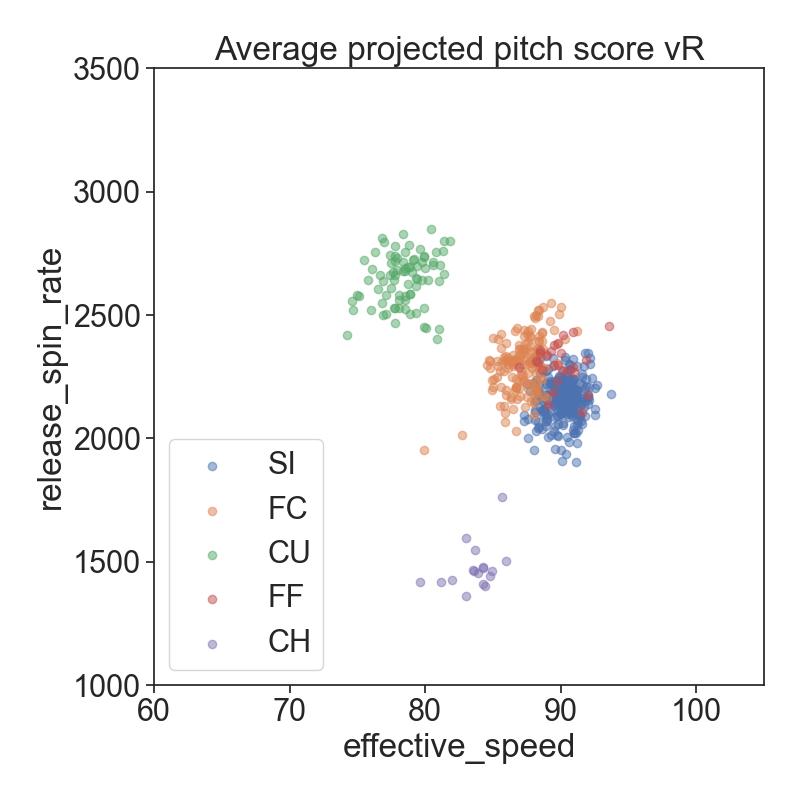 Average projected pitch score vR
3500
3000
2500
2000
1500
1000
release_spin_rate
SI
FC
CU
FF
CH
60
70
80
90
100
effective_speed